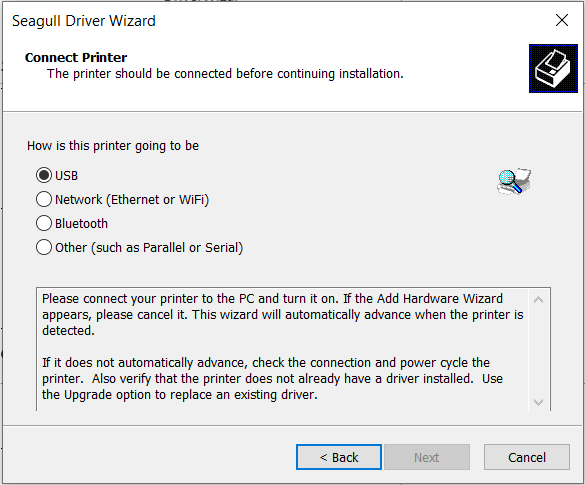 Seagull Driver Wizard
Connect Printer
The printer should be connected before continuing installation.
How is this printer going to be
USB
Network (Ethernet or WiFi)
Bluetooth
Other (such as Parallel or Serial)
Please connect your printer to the PC and turn it on. If the Add Hardware Wizard
appears, please cancel it. This wizard will automatically advance when the printer is
detected.
If it does not automatically advance, check the connection and power cycle the
printer.  Also verify that the printer does not already have a driver installed.  Use
the Upgrade option to replace an existing driver.
< Back
Next
Cancel